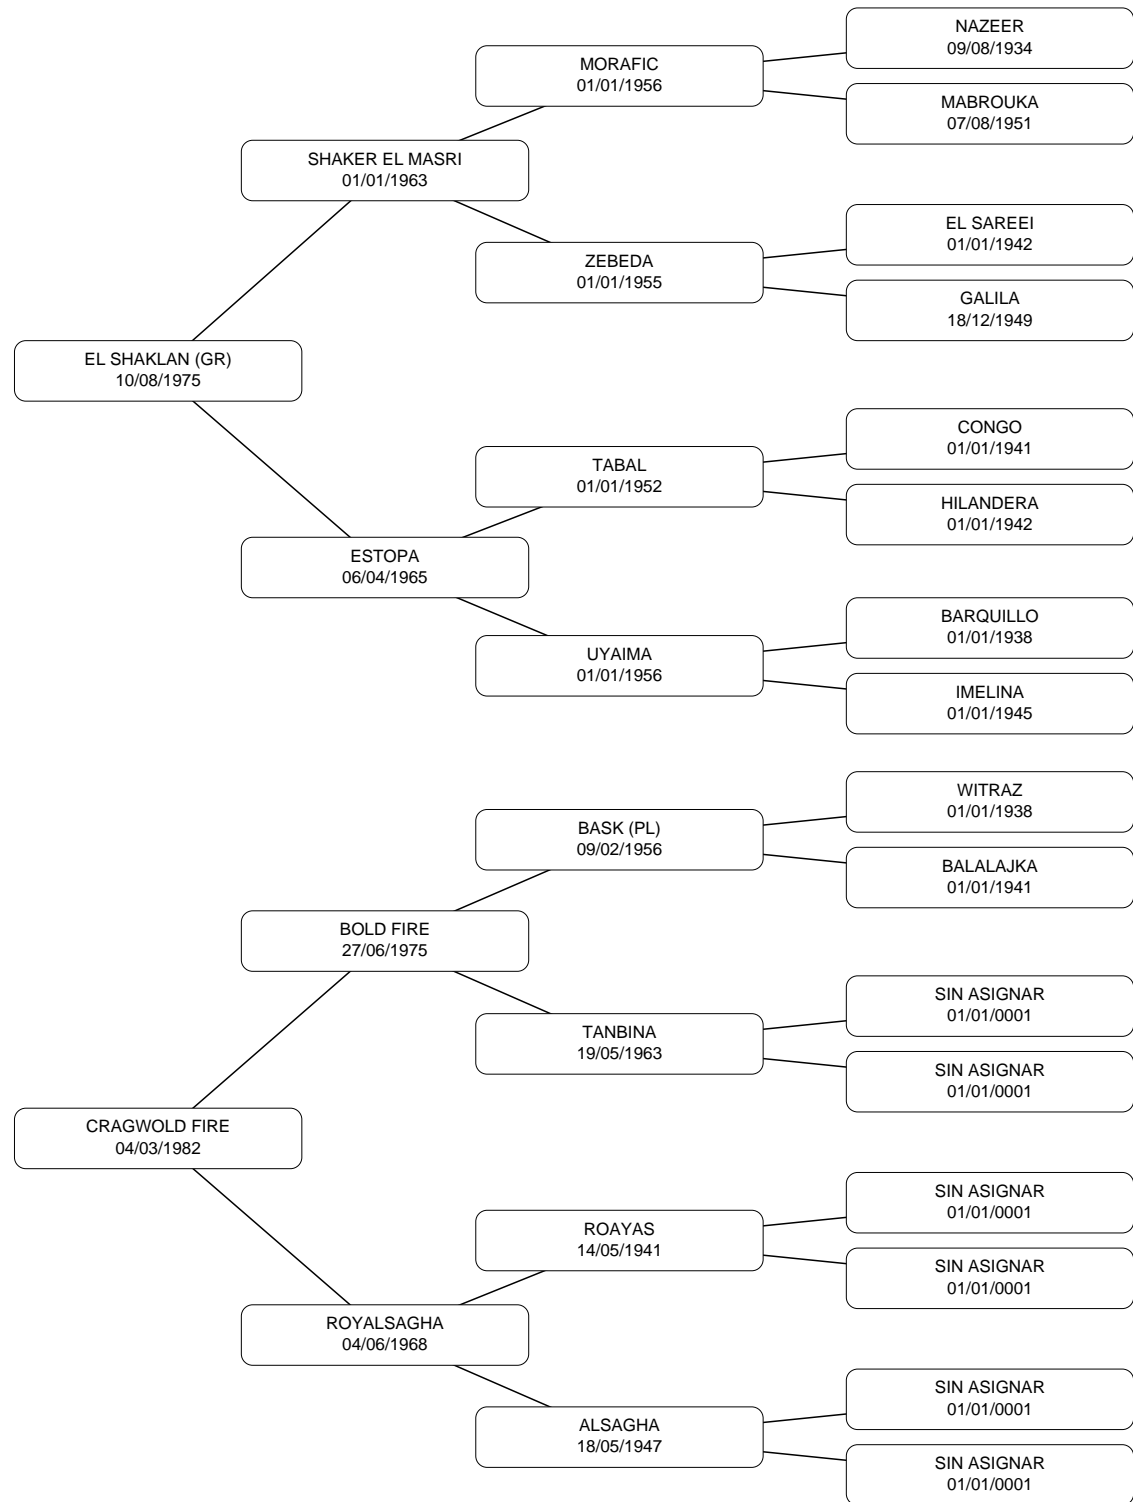 NAZEER
09/08/1934
MORAFIC
01/01/1956
MABROUKA
07/08/1951
SHAKER EL MASRI
01/01/1963
EL SAREEI
01/01/1942
ZEBEDA
01/01/1955
GALILA
18/12/1949
EL SHAKLAN (GR)
10/08/1975
CONGO
01/01/1941
TABAL
01/01/1952
HILANDERA
01/01/1942
ESTOPA
06/04/1965
BARQUILLO
01/01/1938
UYAIMA
01/01/1956
IMELINA
01/01/1945
WITRAZ
01/01/1938
BASK (PL)
09/02/1956
BALALAJKA
01/01/1941
BOLD FIRE
27/06/1975
SIN ASIGNAR
01/01/0001
TANBINA
19/05/1963
SIN ASIGNAR
01/01/0001
CRAGWOLD FIRE
04/03/1982
SIN ASIGNAR
01/01/0001
ROAYAS
14/05/1941
SIN ASIGNAR
01/01/0001
ROYALSAGHA
04/06/1968
SIN ASIGNAR
01/01/0001
ALSAGHA
18/05/1947
SIN ASIGNAR
01/01/0001